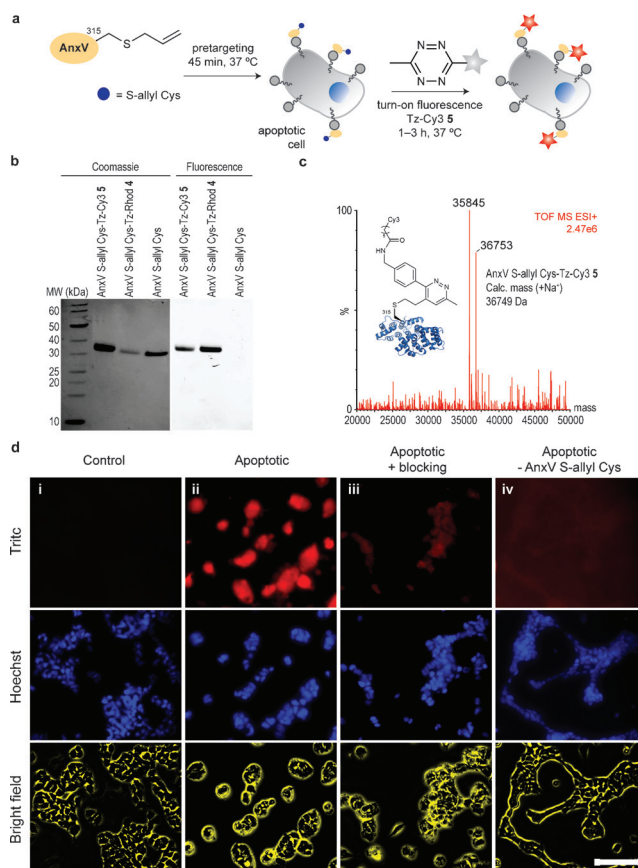 a
315
AnxV
S
= S-allyl Cys
pretargeting
45 min, 37 ºC
apoptotic
cell
N N
N N
turn-on fluorescence
Tz-Cy3 5
1–3 h, 37 ºC
b
Coomassie
Fluorescence
AnxV S-allyl Cys-Tz-Cy3 5
AnxV S-allyl Cys-Tz-Rhod 4
AnxV S-allyl Cys
AnxV S-allyl Cys-Tz-Cy3 5
AnxV S-allyl Cys-Tz-Rhod 4
AnxV S-allyl Cys
MW (kDa)
60
50
40
30
25
20
10
c
100
%
0
35845
36753
TOF MS ESI+
2.47e6
AnxV S-allyl Cys-Tz-Cy3 5
Calc. mass (+Na⁺)
36749 Da
Cy3
O
HN
N
N
S
315
20000 25000 30000 35000 40000 45000 50000
mass
d
Control
Apoptotic
Apoptotic
+ blocking
Apoptotic
- AnxV S-allyl Cys
Tritc
i
ii
iii
iv
Hoechst
Bright field